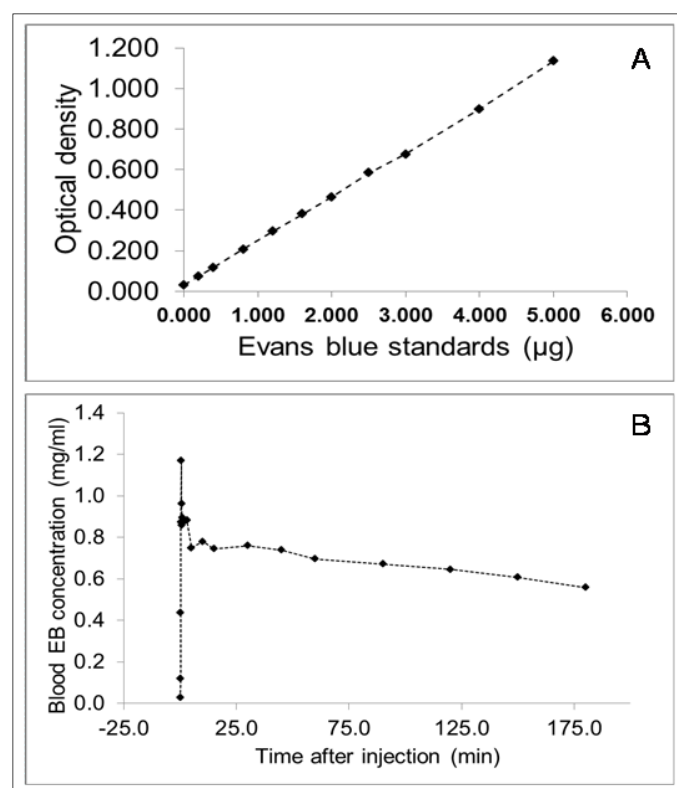 A
1.200
1.000
0.800
0.600
0.400
0.200
0.000
Optical density
0.000 1.000 2.000 3.000 4.000 5.000 6.000
Evans blue standards (µg)
B
1.4
1.2
1.0
0.8
0.6
0.4
0.2
0.0
Blood EB concentration (mg/ml)
-25.0 25.0 75.0 125.0 175.0
Time after injection (min)